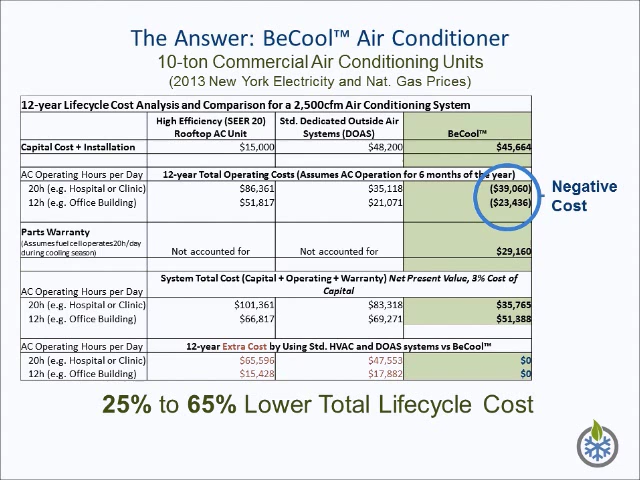 The Answer: BeCool™ Air Conditioner
10-ton Commercial Air Conditioning Units
(2013 New York Electricity and Nat. Gas Prices)
12-year Lifecycle Cost Analysis and Comparison for a 2,500cfm Air Conditioning System
High Efficiency (SEER 20) Rooftop AC Unit
Std. Dedicated Outside Air Systems (DOAS)
BeCool™
Capital Cost + Installation $15,000 $48,200 $45,664
AC Operating Hours per Day 12-year Total Operating Costs (Assumes AC Operation for 6 months of the year)
20h (e.g. Hospital or Clinic) $86,361 $35,118 ($39,060)
12h (e.g. Office Building) $51,817 $21,071 ($23,436)
Negative
Cost
Parts Warranty
(Assumes fuel cell operates 20h/day
during cooling season) Not accounted for Not accounted for $29,160
System Total Cost (Capital + Operating + Warranty) Net Present Value, 3% Cost of
AC Operating Hours per Day Capital
20h (e.g. Hospital or Clinic) $101,361 $83,318 $35,765
12h (e.g. Office Building) $66,817 $69,271 $51,388
AC Operating Hours per Day 12-year Extra Cost by Using Std. HVAC and DOAS systems vs BeCool™
20h (e.g. Hospital or Clinic) $65,596 $47,553 $0
12h (e.g. Office Building) $15,428 $17,882 $0
25% to 65% Lower Total Lifecycle Cost